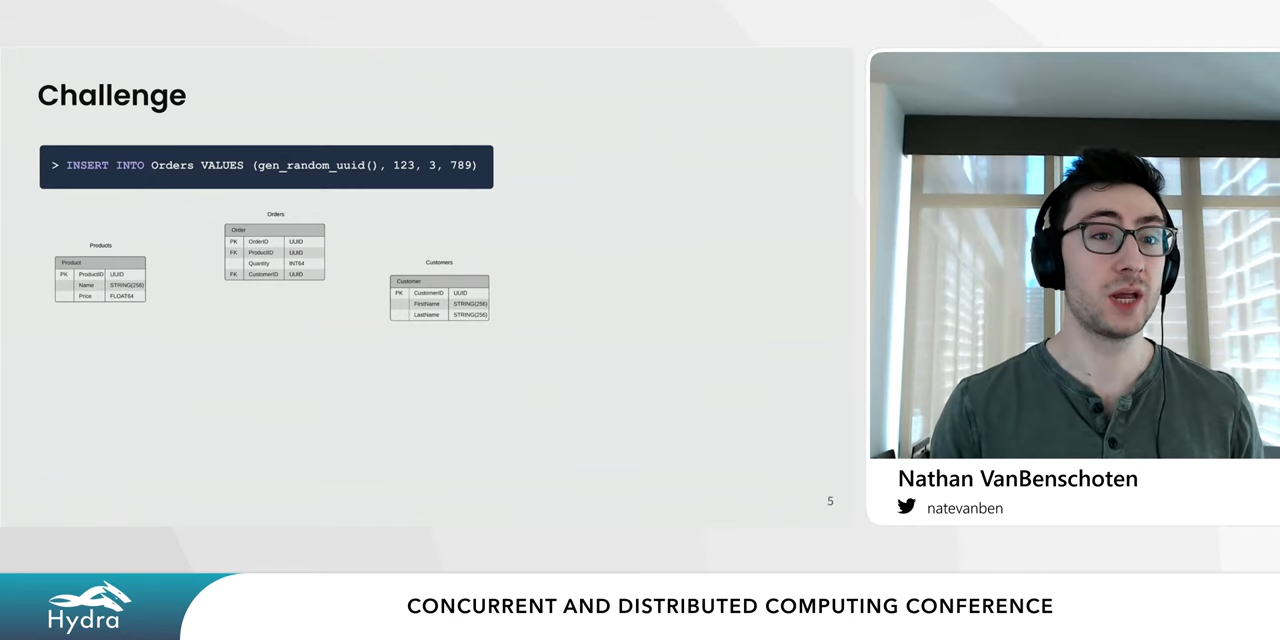 Challenge
> INSERT INTO Orders VALUES (gen_random_uuid(), 123, 3, 789)
Orders
Order
PK OrderID UUID
FK ProductID UUID
Quantity INT64
FK CustomerID UUID
Products
Product
PK ProductID UUID
Name STRING(256)
Price FLOAT64
Customers
Customer
PK CustomerID UUID
FirstName STRING(256)
LastName STRING(256)
5
Nathan VanBenschoten
natevanben
Hydra
CONCURRENT AND DISTRIBUTED COMPUTING CONFERENCE